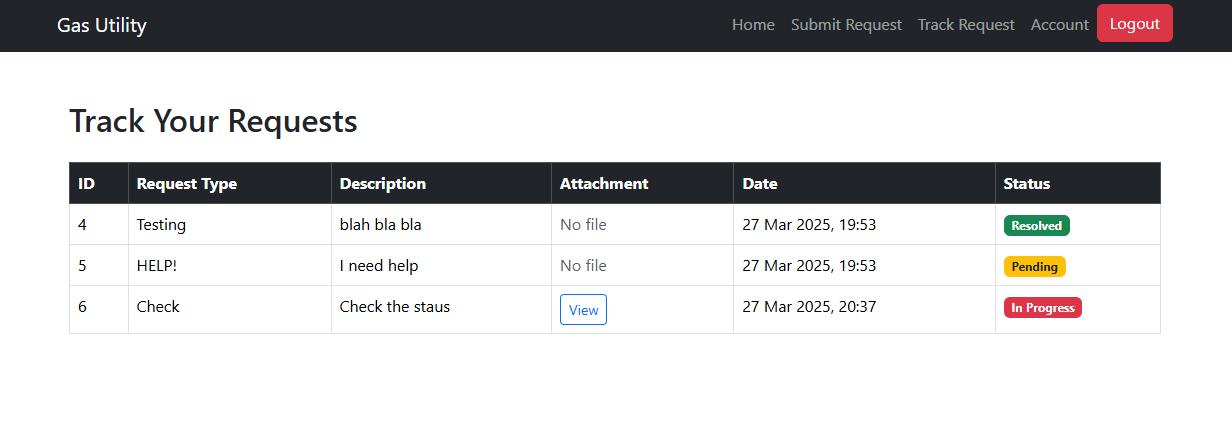 Gas Utility Home Submit Request Track Request Account Logout
Track Your Requests
ID Request Type Description Attachment Date Status
4 Testing blah bla bla No file 27 Mar 2025, 19:53 Resolved
5 HELP! I need help No file 27 Mar 2025, 19:53 Pending
6 Check Check the staus View 27 Mar 2025, 20:37 In Progress